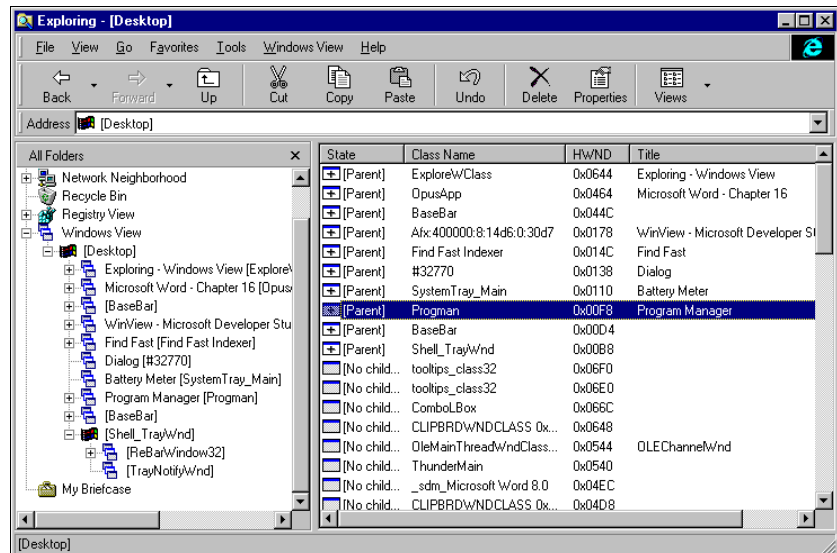 Exploring - [Desktop]
File View Go Favorites Tools Windows View Help
Back Forward Up Cut Copy Paste Undo Delete Properties Views
Address [Desktop]
All Folders
Network Neighborhood
Recycle Bin
Registry View
Windows View
[Desktop]
Exploring - Windows View [ExploreW
Microsoft Word - Chapter 16 [OpusA
[BaseBar]
WinView - Microsoft Developer Stu
Find Fast [Find Fast Indexer]
Dialog [#32770]
Battery Meter [SystemTray_Main]
Program Manager [Progman]
[BaseBar]
[Shell_TrayWnd]
[ReBarWindow32]
[TrayNotifyWnd]
My Briefcase
State Class Name HWND Title
[Parent] ExploreWClass 0x0644 Exploring - Windows View
[Parent] OpusApp 0x0464 Microsoft Word - Chapter 16
[Parent] BaseBar 0x044C
[Parent] Afx:400000:8:14d6:0:30d7 0x0178 WinView - Microsoft Developer St
[Parent] Find Fast Indexer 0x014C Find Fast
[Parent] #32770 0x0138 Dialog
[Parent] SystemTray_Main 0x0110 Battery Meter
[Parent] Progman 0x00F8 Program Manager
[Parent] BaseBar 0x00D4
[Parent] Shell_TrayWnd 0x00B8
[No child... tooltips_class32 0x06F0
[No child... tooltips_class32 0x06E0
[No child... ComboLBox 0x066C
[No child... CLIPBRDWNDCLASS 0x... 0x0648
[No child... OleMainThreadWndClass... 0x0544 OLEChannelWnd
[No child... ThunderMain 0x0540
[No child... _sdm_Microsoft Word 8.0 0x04EC
[No child... CLIPBRDWNDCLASS 0x... 0x04D8
[Desktop]